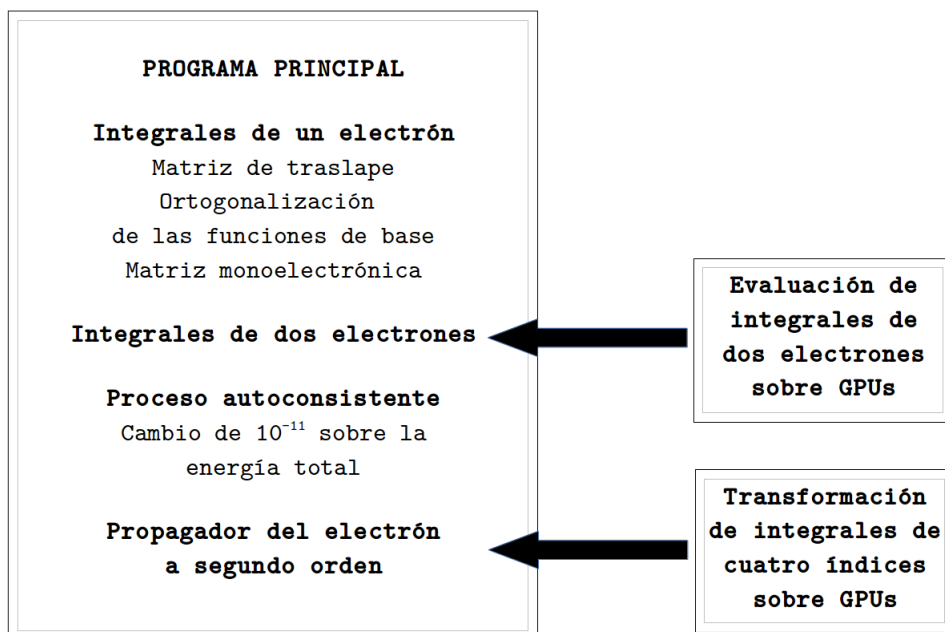 PROGRAMA PRINCIPAL
Integrales de un electrón
Matriz de traslape
Ortogonalización
de las funciones de base
Matriz monoelectrónica
Integrales de dos electrones
Proceso autoconsistente
Cambio de 10⁻¹¹ sobre la
energía total
Propagador del electrón
a segundo orden
Evaluación de
integrales de
dos electrones
sobre GPUs
Transformación
de integrales de
cuatro índices
sobre GPUs